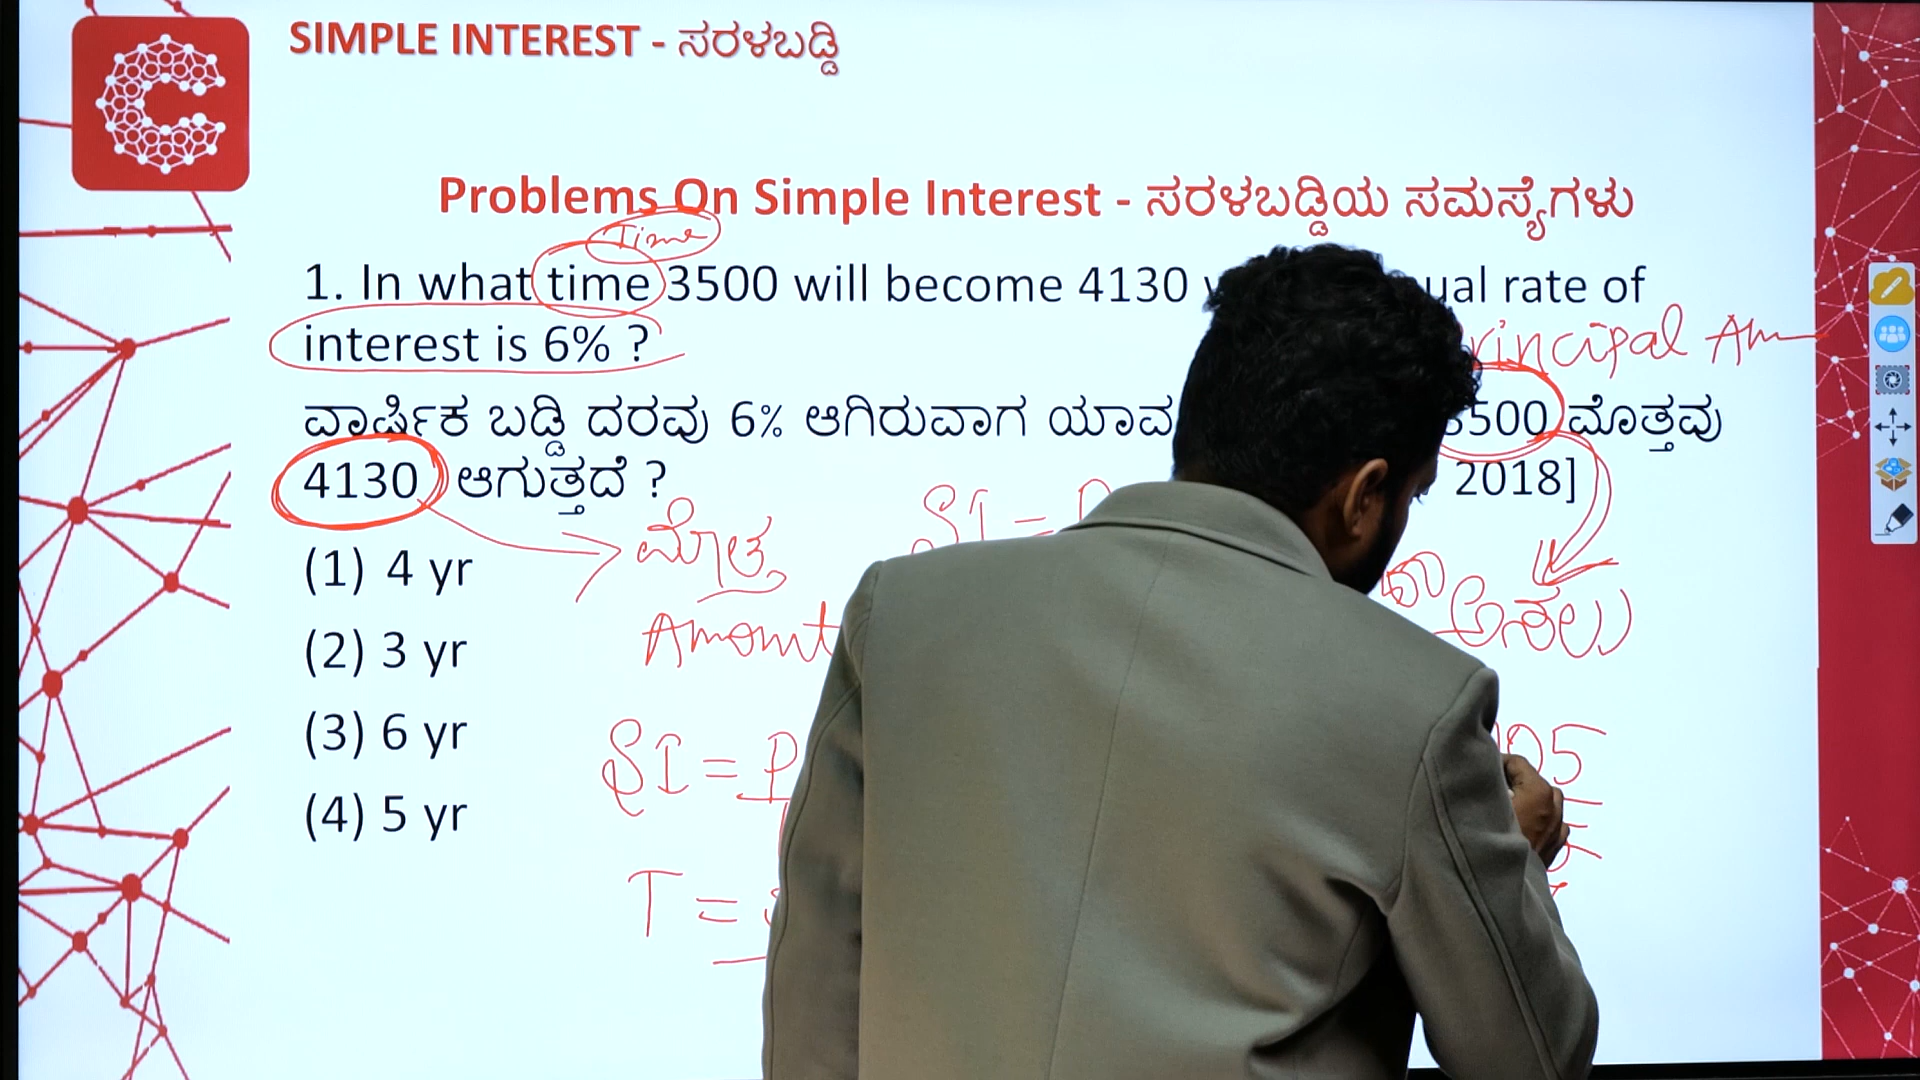 SIMPLE INTEREST - ಸರಳಬಡ್ಡಿ
Problems On Simple Interest - ಸರಳಬಡ್ಡಿಯ ಸಮಸ್ಯೆಗಳು
Time
1. In what time 3500 will become 4130 rate of
interest is 6% ?
Principal Am
ವಾರ್ಷಿಕ ಬಡ್ಡಿ ದರವು 6% ಆಗಿರುವಾಗ 3500 ಮೊತ್ತವು
4130 ಆಗುತ್ತದೆ ? 2018]
ಮೊತ್ತ SI =
(1) 4 yr
Amount ಅಸಲು
(2) 3 yr
(3) 6 yr
SI = P
(4) 5 yr
T =